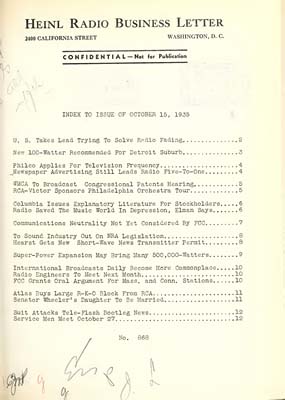 HEINL RADIO BUSINESS LETTER
2400 CALIFORNIA STREET WASHINGTON, D. C.
CONFIDENTIAL—Not for Publication
INDEX TO ISSUE OF OCTOBER 15, 1935
U. S. Takes Lead Trying To Solve Radio Fading..............2
New 100-Watter Recommended For Detroit Suburb..............3
Philco Applies For Television Frequency....................4
Newspaper Advertising Still Leads Radio Five-To-One........4
WMCA To Broadcast Congressional Patents Hearing............5
RCA-Victor Sponsors Philadelphia Orchestra Tour............5
Columbia Issues Explanatory Literature For Stockholders....6
Radio Saved The Music World In Depression, Elman Says......6
Communications Neutrality Not Yet Considered By FCC........7
To Sound Industry Out On NRA Legislation...................8
Hearst Gets New Short-Wave News Transmitter Permit.........8
Super-Power Expansion May Bring Many 500,000-Watters.......9
International Broadcasts Daily Become More Commonplace.....10
Radio Engineers To Meet Next Month.........................10
FCC Grants Oral Argument For Mass. and Conn. Stations......10
Atlas Buys Large R-K-O Block From RCA......................11
Senator Wheeler's Daughter To Be Married...................11
Suit Attacks Tele-Flash Bootleg News.......................12
Service Men Meet October 27................................12
No. 868